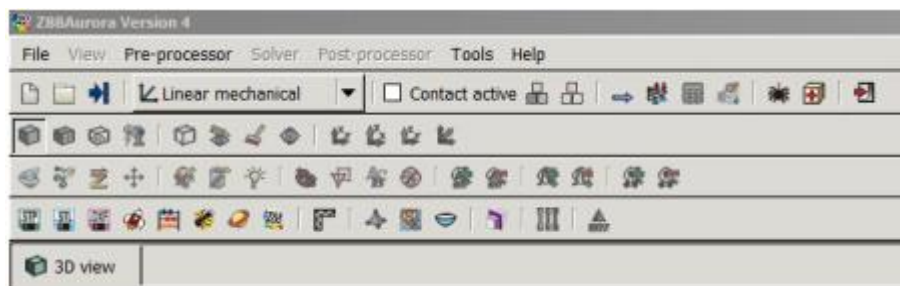 Z88Aurora Version 4
File View Pre-processor Solver Post-processor Tools Help
Linear mechanical Contact active
3D view